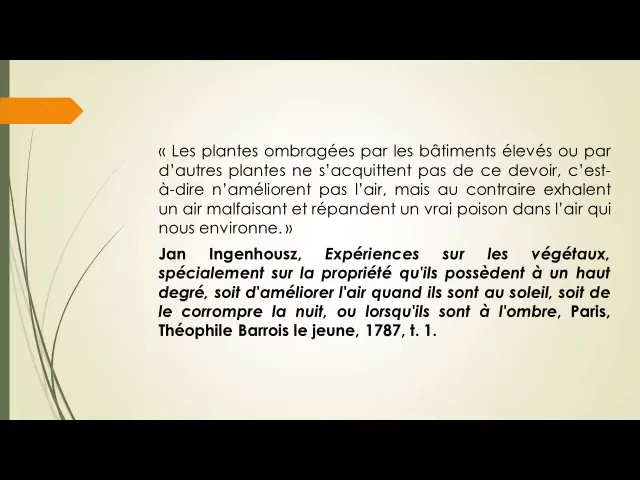 « Les plantes ombragées par les bâtiments élevés ou par
d’autres plantes ne s’acquittent pas de ce devoir, c’est-
à-dire n’améliorent pas l’air, mais au contraire exhalent
un air malfaisant et répandent un vrai poison dans l’air qui
nous environne. »
Jan Ingenhousz, Expériences sur les végétaux,
spécialement sur la propriété qu'ils possèdent à un haut
degré, soit d'améliorer l'air quand ils sont au soleil, soit de
le corrompre la nuit, ou lorsqu'ils sont à l'ombre, Paris,
Théophile Barrois le jeune, 1787, t. 1.